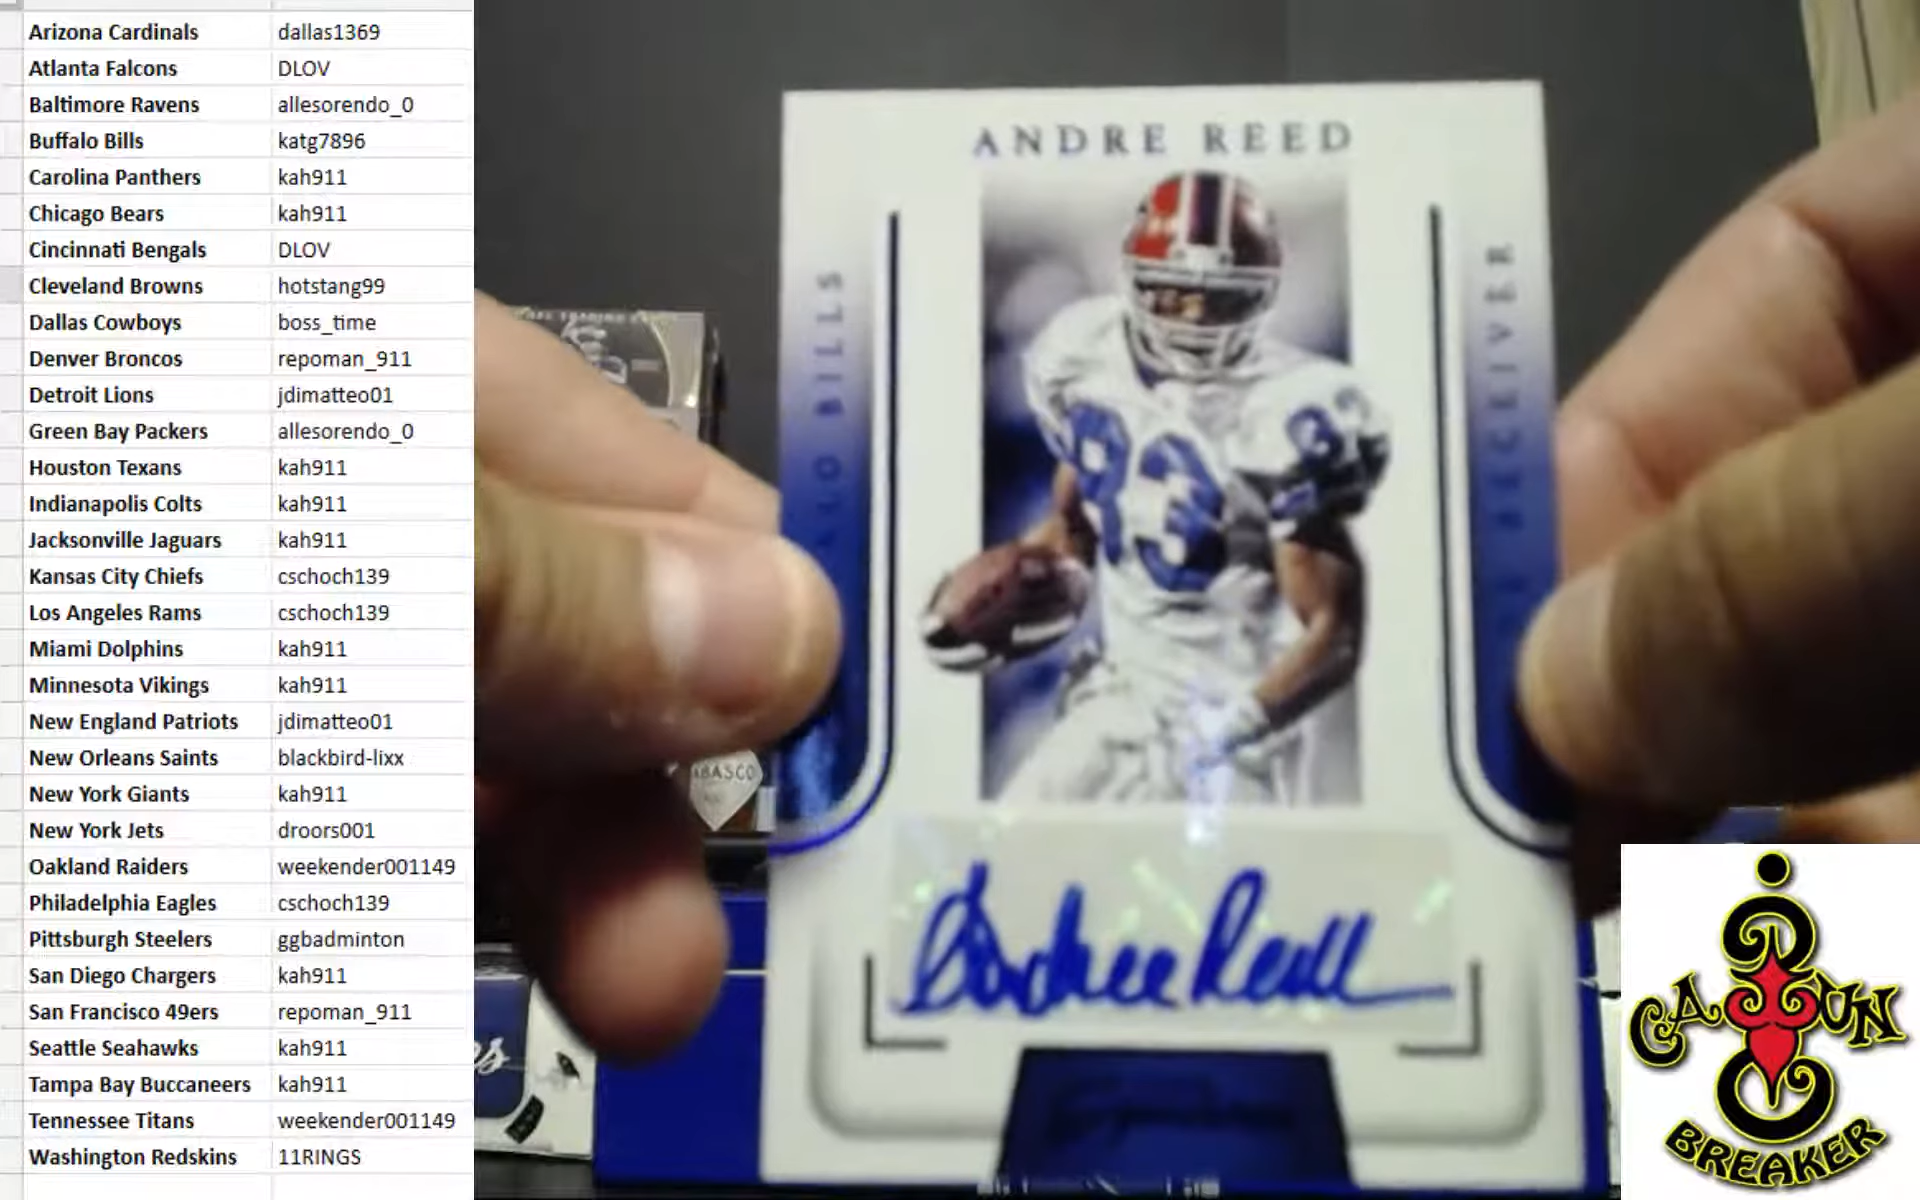 Arizona Cardinals dallas1369
Atlanta Falcons DLOV
Baltimore Ravens allesorendo_0
Buffalo Bills katg7896
Carolina Panthers kah911
Chicago Bears kah911
Cincinnati Bengals DLOV
Cleveland Browns hotstang99
Dallas Cowboys boss_time
Denver Broncos repoman_911
Detroit Lions jdimatteo01
Green Bay Packers allesorendo_0
Houston Texans kah911
Indianapolis Colts kah911
Jacksonville Jaguars kah911
Kansas City Chiefs cschoch139
Los Angeles Rams cschoch139
Miami Dolphins kah911
Minnesota Vikings kah911
New England Patriots jdimatteo01
New Orleans Saints blackbird-lixx
New York Giants kah911
New York Jets droors001
Oakland Raiders weekender001149
Philadelphia Eagles cschoch139
Pittsburgh Steelers ggbadminton
San Diego Chargers kah911
San Francisco 49ers repoman_911
Seattle Seahawks kah911
Tampa Bay Buccaneers kah911
Tennessee Titans weekender001149
Washington Redskins 11RINGS
ANDRE REED
BILLS
RECEIVER
83
83
Andre Reed
CAJUN
BREAKER